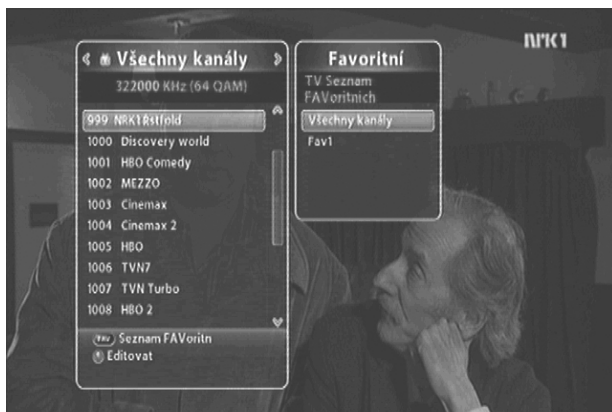 NRK1
Všechny kanály
322000 KHz (64 QAM)
999 NRK1Østfold
1000 Discovery world
1001 HBO Comedy
1002 MEZZO
1003 Cinemax
1004 Cinemax 2
1005 HBO
1006 TVN7
1007 TVN Turbo
1008 HBO 2
FAV Seznam FAVoritn
Editovat
Favoritní
TV Seznam
FAVoritnich
Všechny kanály
Fav1